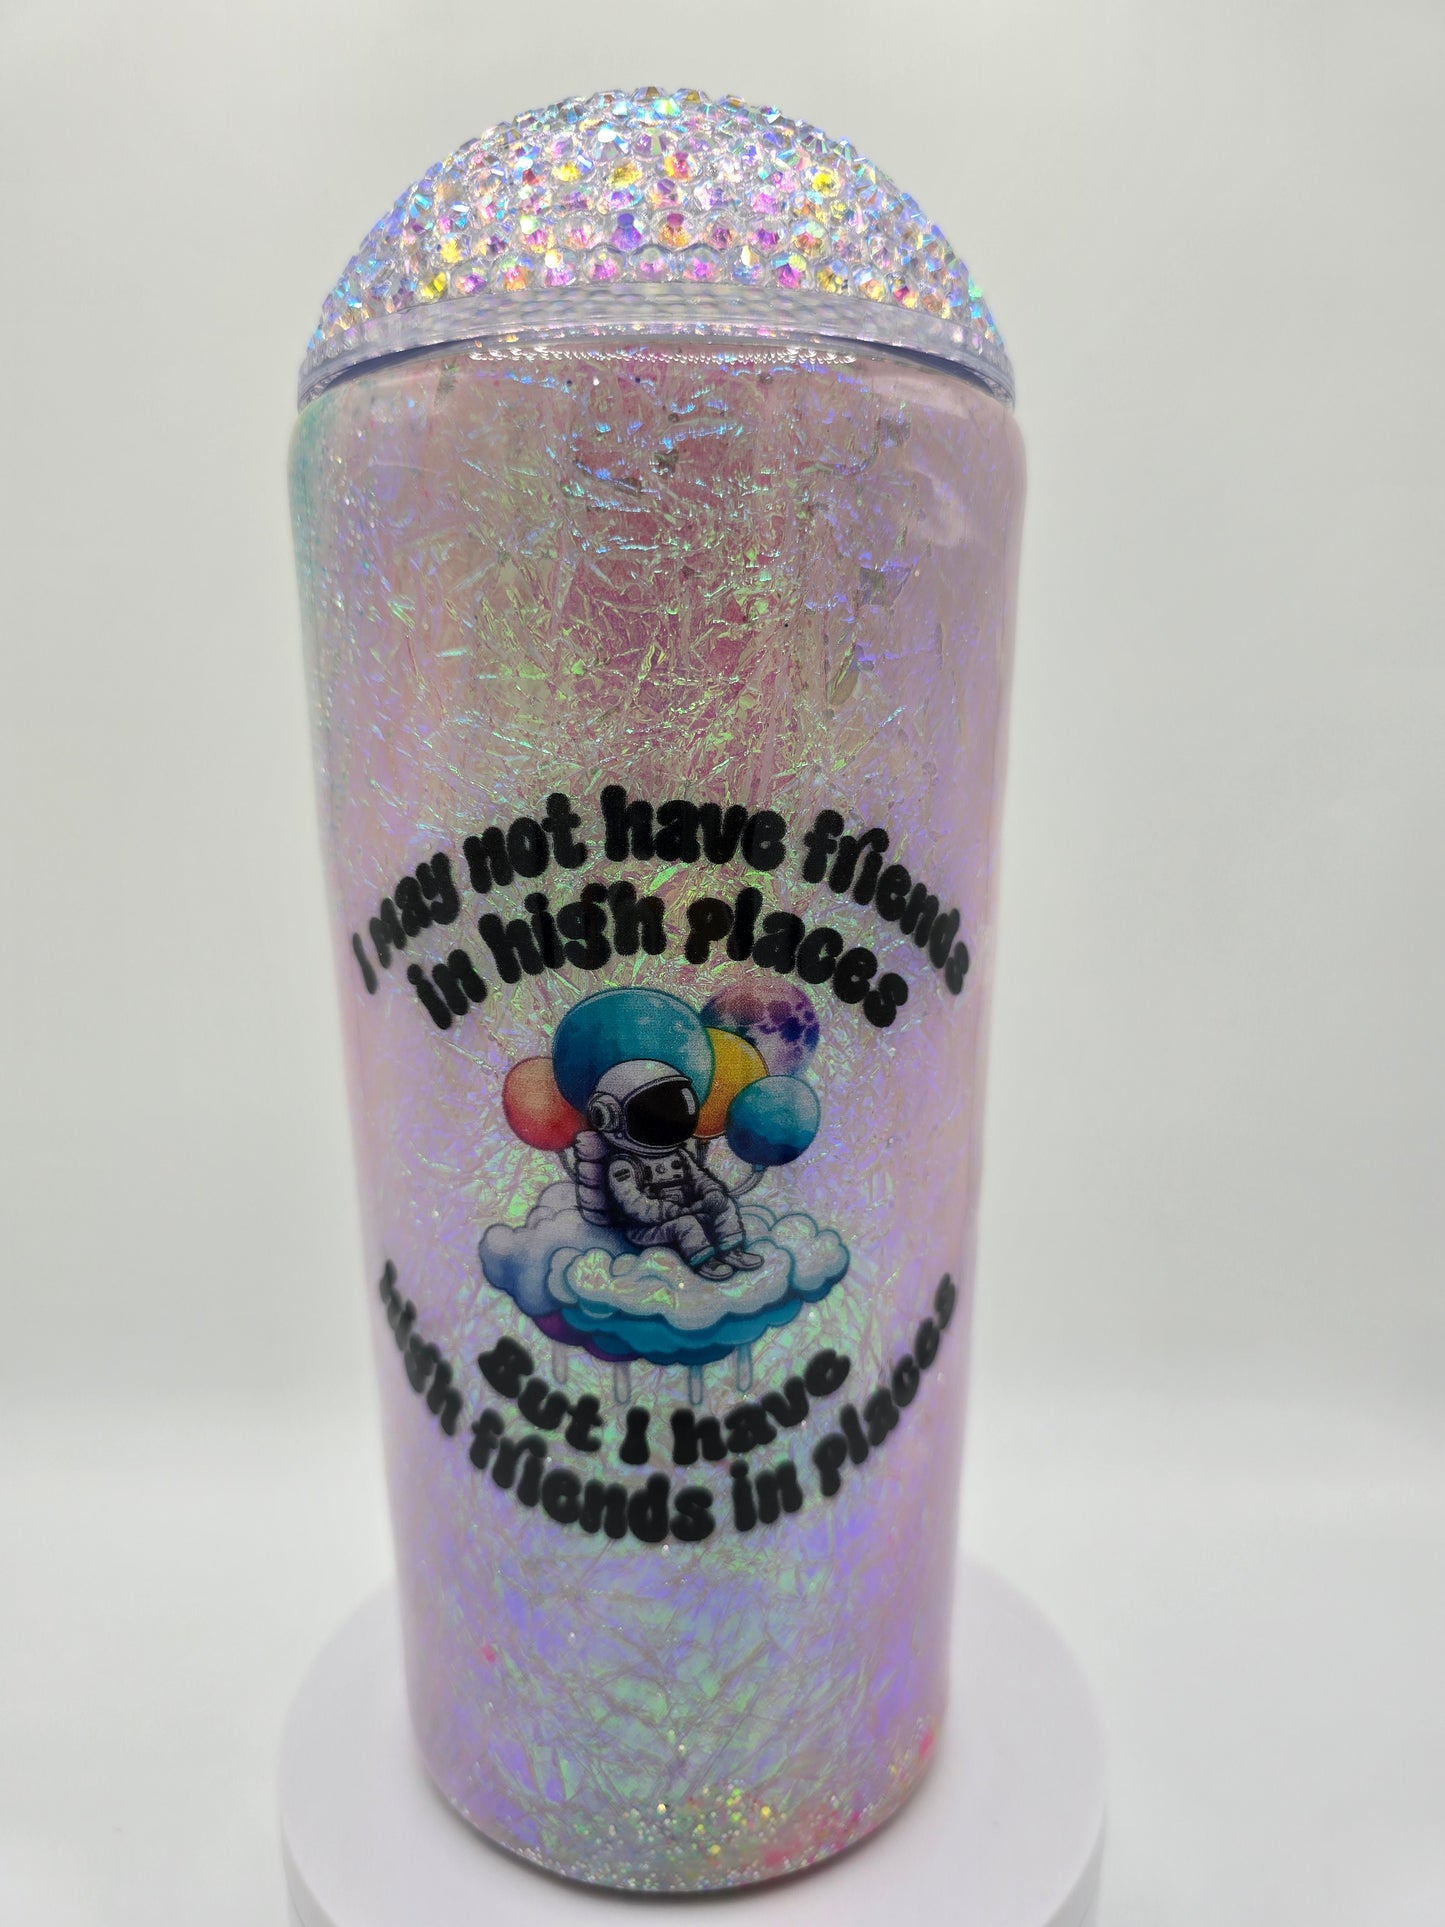 I may not have friends
in high places
But I have
high friends in places